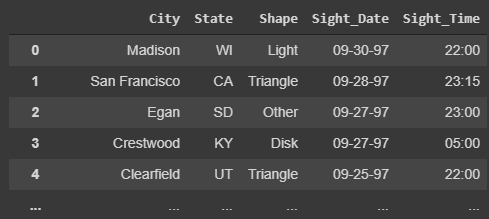 City State Shape Sight_Date Sight_Time
0 Madison WI Light 09-30-97 22:00
1 San Francisco CA Triangle 09-28-97 23:15
2 Egan SD Other 09-27-97 23:00
3 Crestwood KY Disk 09-27-97 05:00
4 Clearfield UT Triangle 09-25-97 22:00
... ... ... ... ... ...